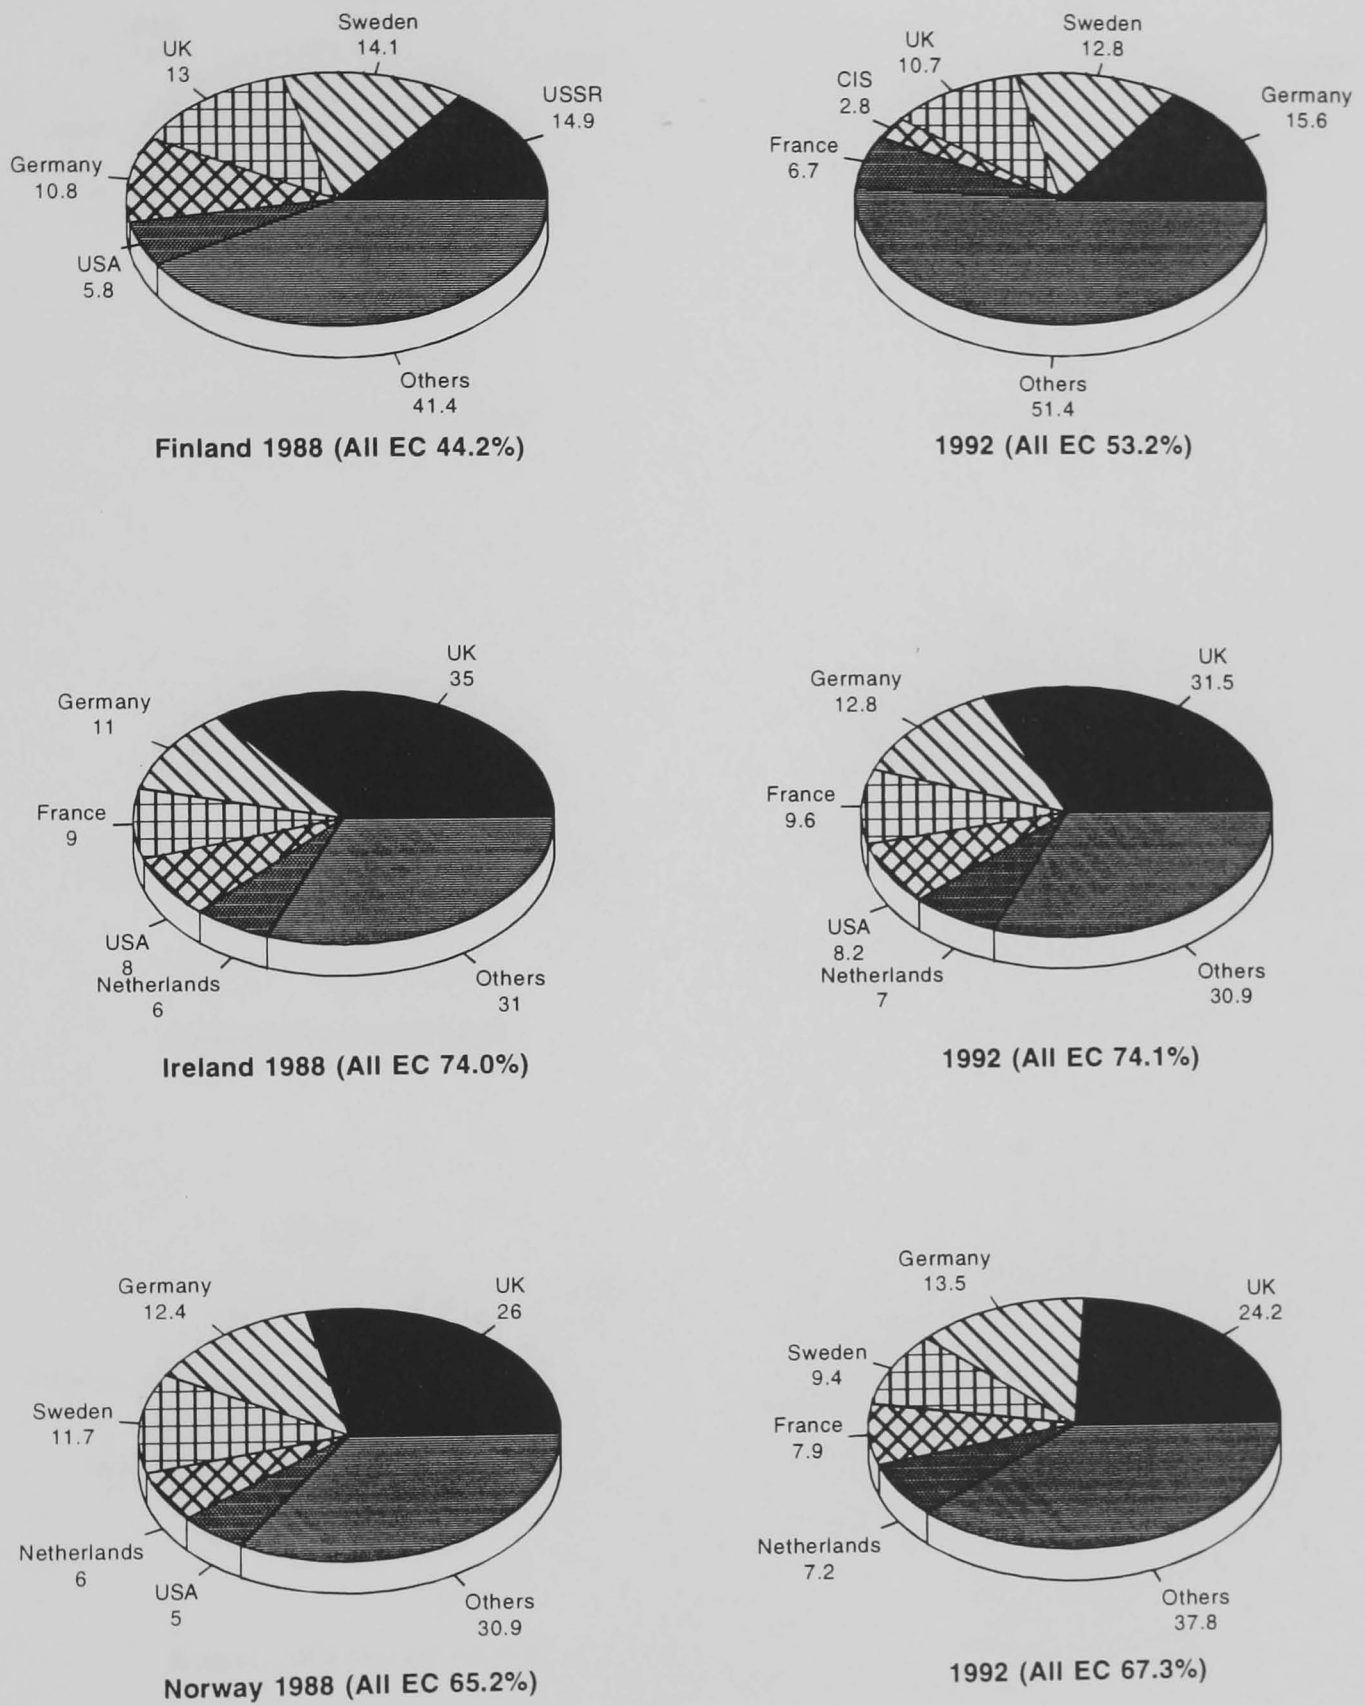 Sweden
14.1
UK
13
USSR
14.9
Germany
10.8
USA
5.8
Others
41.4
Finland 1988 (All EC 44.2%)
Sweden
12.8
UK
10.7
CIS
2.8
Germany
15.6
France
6.7
Others
51.4
1992 (All EC 53.2%)
UK
35
Germany
11
France
9
USA
8
Netherlands
6
Others
31
Ireland 1988 (All EC 74.0%)
UK
31.5
Germany
12.8
France
9.6
USA
8.2
Netherlands
7
Others
30.9
1992 (All EC 74.1%)
Germany
12.4
UK
26
Sweden
11.7
Netherlands
6
USA
5
Others
30.9
Norway 1988 (All EC 65.2%)
Germany
13.5
UK
24.2
Sweden
9.4
France
7.9
Netherlands
7.2
Others
37.8
1992 (All EC 67.3%)